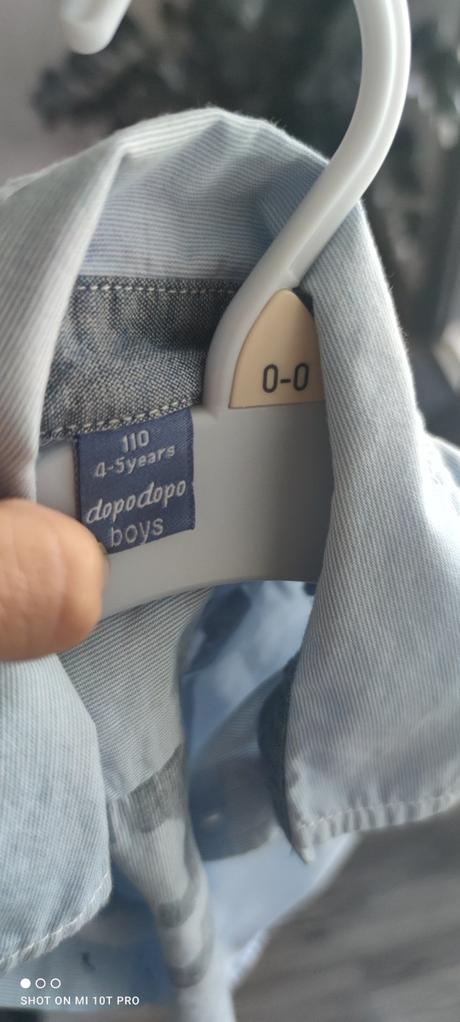 0-0
110
4-5years
dopodopo
boys
SHOT ON MI 10T PRO